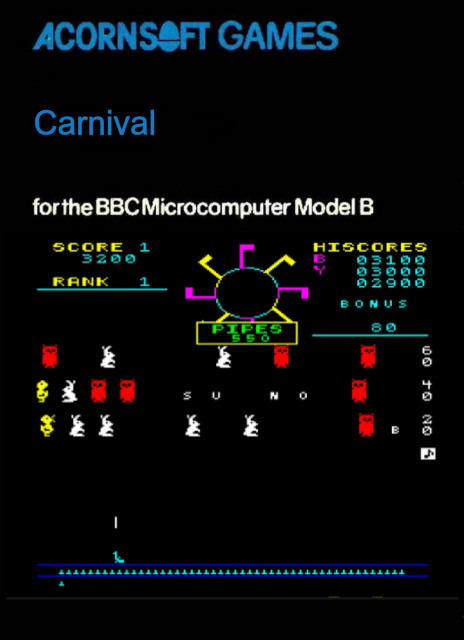 ACORNSOFT GAMES
Carnival
for the BBC Microcomputer Model B
SCORE 1
3200
RANK 1
HISCORES
B 03100
Y 03000
02900
BONUS
80
PIPES
550
60
S U N O
40
B
20